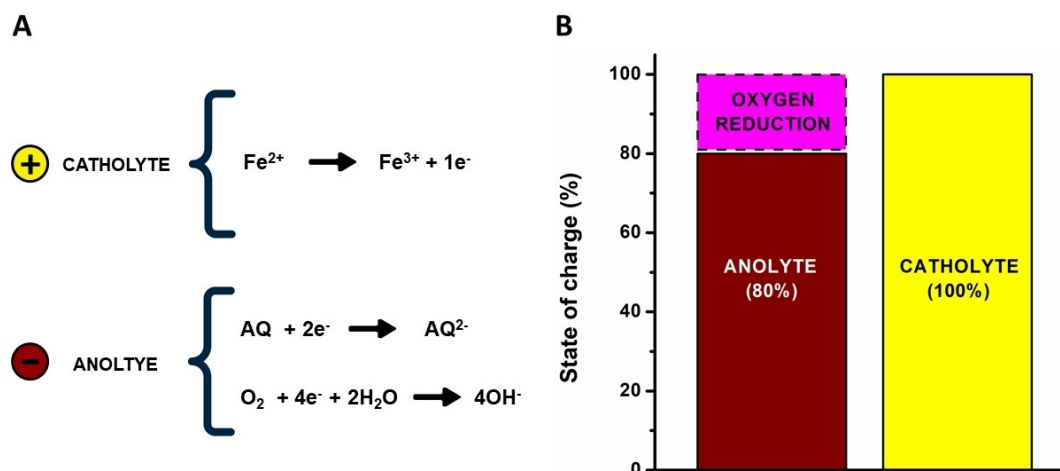 A
+ CATHOLYTE
Fe²⁺ → Fe³⁺ + 1e⁻
− ANOLTYE
AQ + 2e⁻ → AQ²⁻
O₂ + 4e⁻ + 2H₂O → 4OH⁻
B
State of charge (%)
100
80
60
40
20
0
OXYGEN
REDUCTION
ANOLYTE
(80%)
CATHOLYTE
(100%)